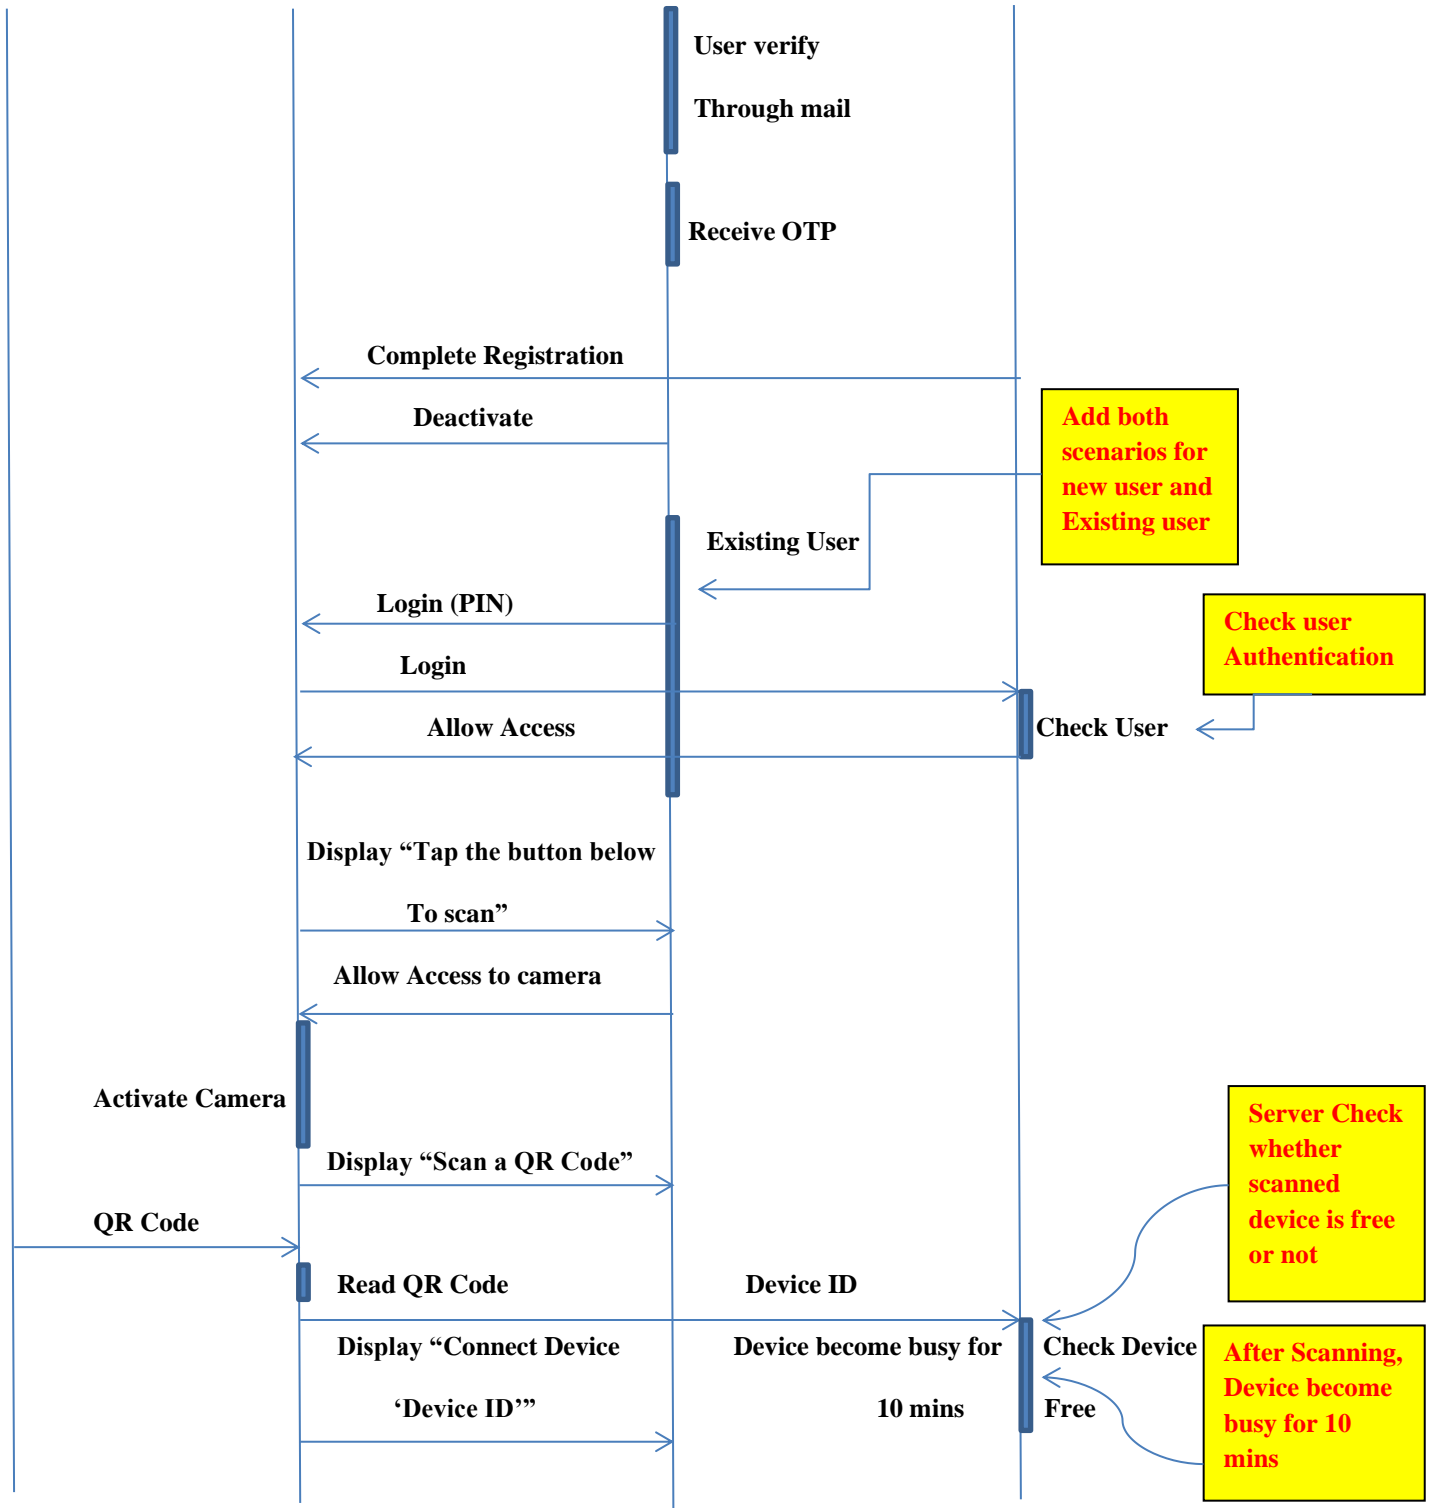 User verify
Through mail
Receive OTP
Complete Registration
Deactivate
Add both
scenarios for
new user and
Existing user
Existing User
Login (PIN)
Check user
Authentication
Login
Allow Access
Check User
Display “Tap the button below
To scan”
Allow Access to camera
Activate Camera
Server Check
whether
scanned
device is free
or not
Display “Scan a QR Code”
QR Code
Read QR Code
Device ID
Display “Connect Device
‘Device ID’”
Device become busy for
10 mins
Check Device
Free
After Scanning,
Device become
busy for 10
mins